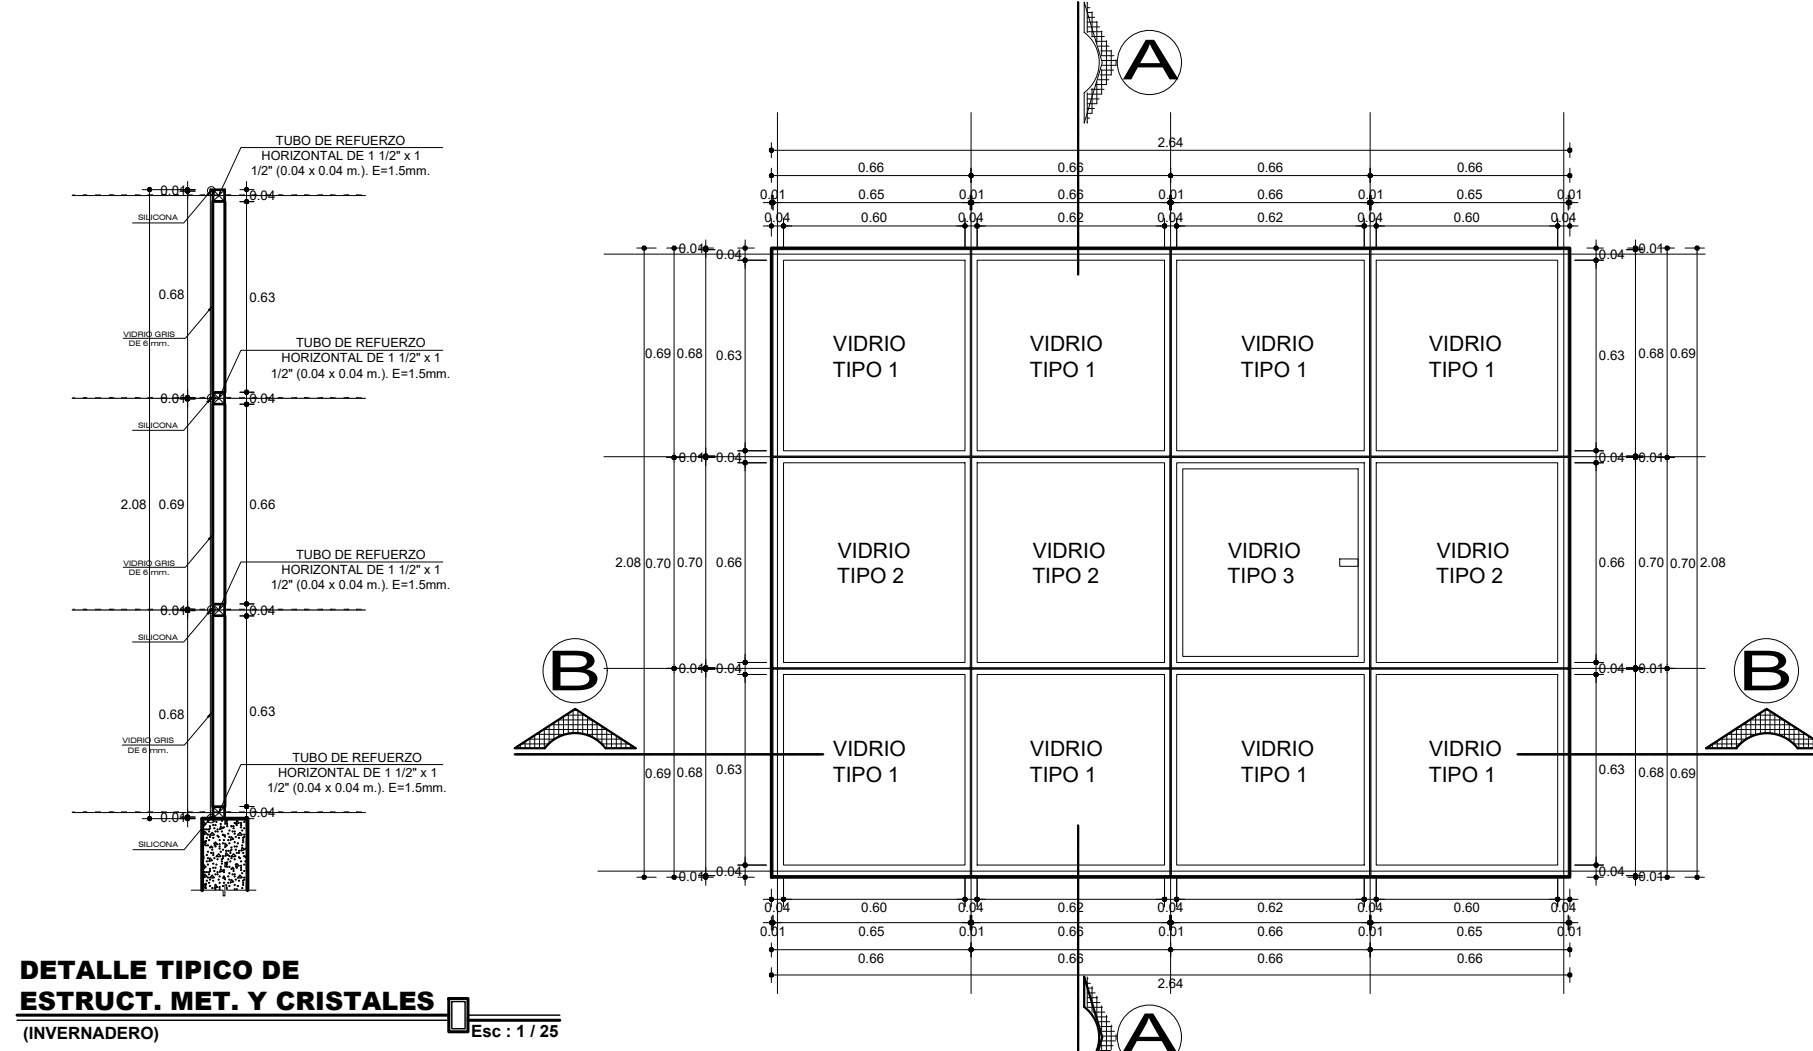 A
TUBO DE REFUERZO
HORIZONTAL DE 1 1/2" x 1
1/2" (0.04 x 0.04 m.). E=1.5mm.
0.04
0.04
SILICONA
0.68
0.63
VIDRIO GRIS
DE 6 mm.
TUBO DE REFUERZO
HORIZONTAL DE 1 1/2" x 1
1/2" (0.04 x 0.04 m.). E=1.5mm.
0.04
0.04
SILICONA
2.08 0.69
0.66
VIDRIO GRIS
DE 6 mm.
TUBO DE REFUERZO
HORIZONTAL DE 1 1/2" x 1
1/2" (0.04 x 0.04 m.). E=1.5mm.
0.04
SILICONA
0.68
0.63
VIDRIO GRIS
DE 6 mm.
TUBO DE REFUERZO
HORIZONTAL DE 1 1/2" x 1
1/2" (0.04 x 0.04 m.). E=1.5mm.
0.04
SILICONA
2.64
0.66 0.66 0.66 0.66
0.01 0.65 0.01 0.66 0.01 0.66 0.01 0.65 0.01
0.04 0.60 0.04 0.62 0.04 0.62 0.04 0.60 0.04
0.04 0.04 0.01
VIDRIO VIDRIO VIDRIO VIDRIO
TIPO 1 TIPO 1 TIPO 1 TIPO 1
0.69 0.68 0.63 0.63 0.68 0.69
0.04 0.04
VIDRIO VIDRIO VIDRIO VIDRIO
TIPO 2 TIPO 2 TIPO 3 TIPO 2
2.08 0.70 0.70 0.66 0.66 0.70 0.70 2.08
0.04 0.04 0.01
B B
VIDRIO VIDRIO VIDRIO VIDRIO
TIPO 1 TIPO 1 TIPO 1 TIPO 1
0.69 0.68 0.63 0.63 0.68 0.69
0.04 0.04 0.01
0.04 0.60 0.04 0.62 0.04 0.62 0.04 0.60 0.04
0.01 0.65 0.01 0.66 0.01 0.66 0.01 0.65 0.01
0.66 0.66 0.66 0.66
2.64
A
DETALLE TIPICO DE
ESTRUCT. MET. Y CRISTALES
(INVERNADERO)
Esc : 1 / 25